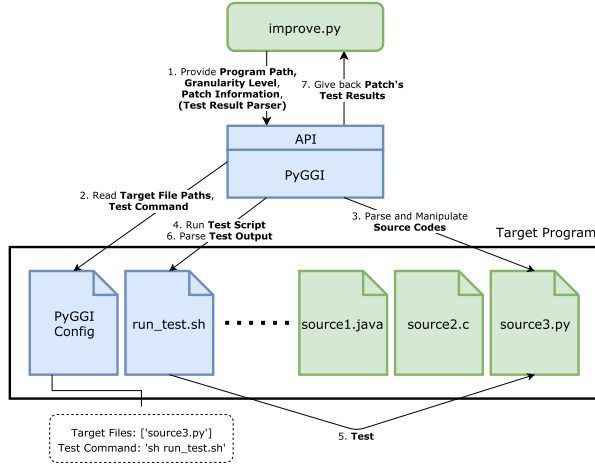 improve.py
1. Provide Program Path,
Granularity Level,
Patch Information,
(Test Result Parser)
7. Give back Patch's
Test Results
API
PyGGI
2. Read Target File Paths,
Test Command
4. Run Test Script
6. Parse Test Output
3. Parse and Manipulate
Source Codes
Target Program
PyGGI
Config
run_test.sh
source1.java
source2.c
source3.py
Target Files: ['source3.py']
Test Command: 'sh run_test.sh'
5. Test